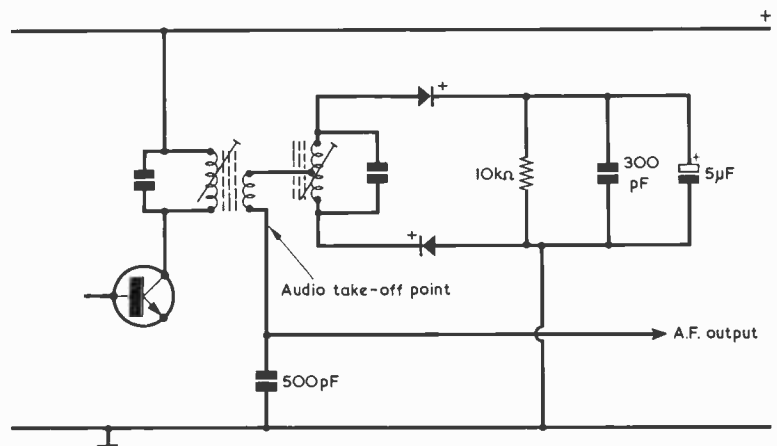 +
+
10kΩ
300
pF
+
5µF
+
Audio take-off point
A.F. output
500pF